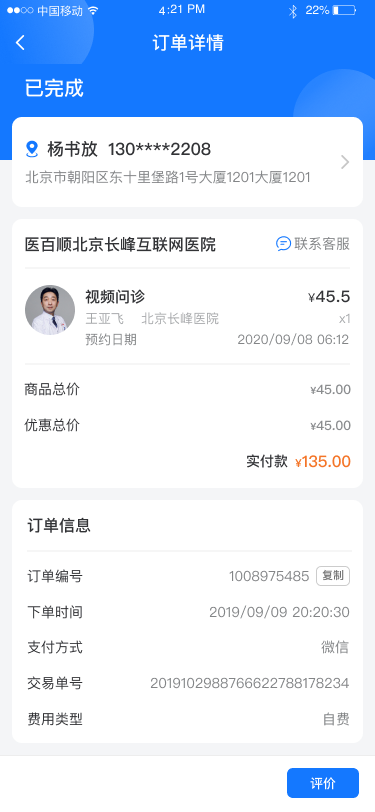 中国移动 4:21 PM 22%
订单详情
已完成
杨书放 130****2208
北京市朝阳区东十里堡路1号大厦1201大厦1201
医百顺北京长峰互联网医院 联系客服
视频问诊 ¥45.5
王亚飞 北京长峰医院 x1
预约日期 2020/09/08 06:12
商品总价 ¥45.00
优惠总价 ¥45.00
实付款 ¥135.00
订单信息
订单编号 1008975485 复制
下单时间 2019/09/09 20:20:30
支付方式 微信
交易单号 2019102988766622788178234
费用类型 自费
评价